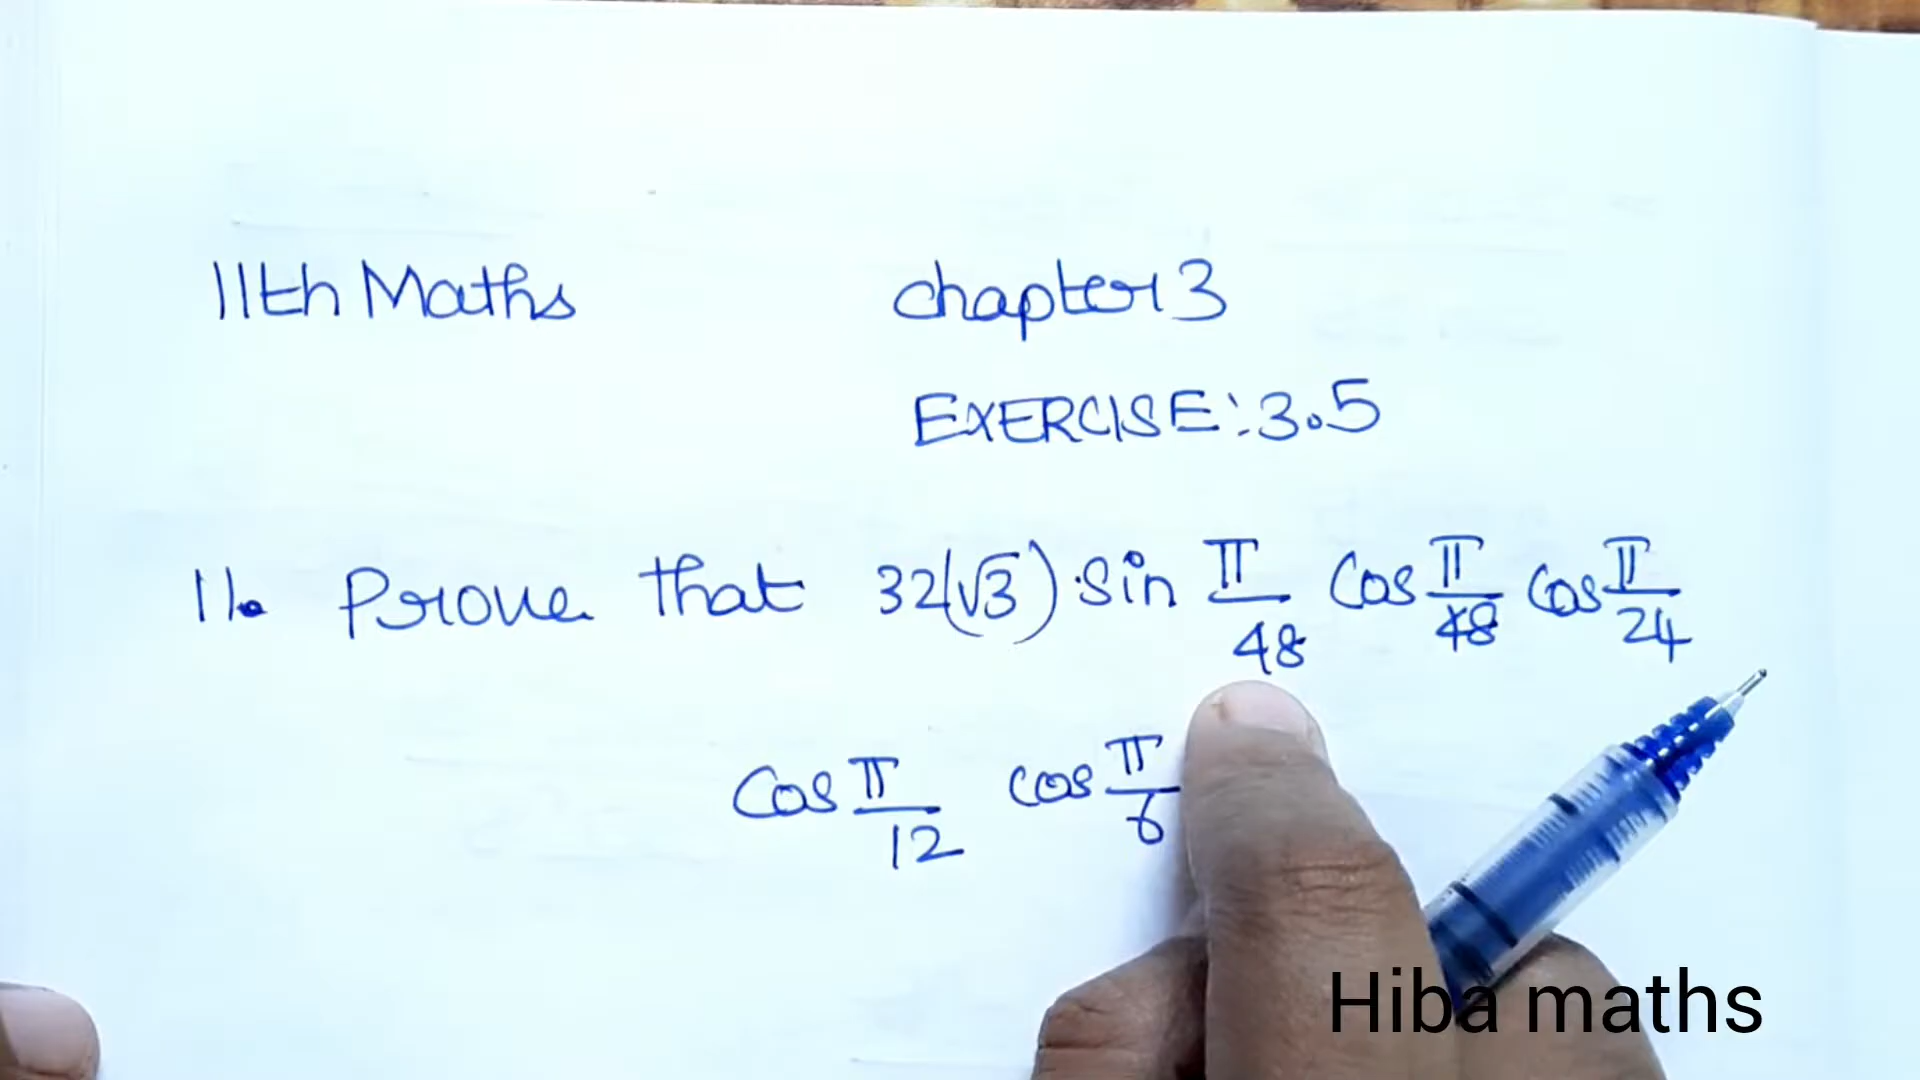 11th Maths chapter 3
EXERCISE: 3.5
11. Prove that 32(√3) · sin π/48 cos π/48 cos π/24
cos π/12 cos π/6
Hiba maths